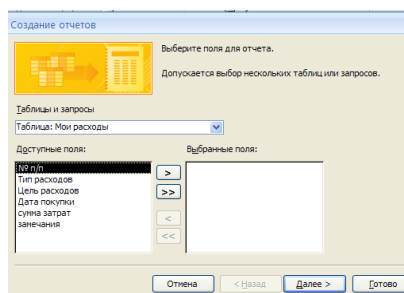 Создание отчетов
Выберите поля для отчета.
Допускается выбор нескольких таблиц или запросов.
Таблицы и запросы
Таблица: Мои расходы
Доступные поля:
Выбранные поля:
№ п/п
Тип расходов
Цель расходов
Дата покупки
сумма затрат
замечания
>
>>
<
<<
Отмена
< Назад
Далее >
Готово